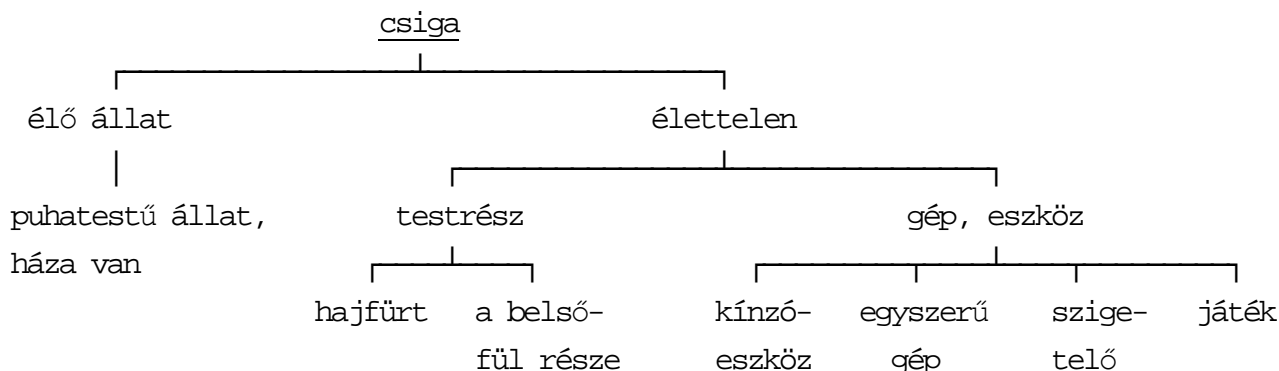 csiga
élő állat élettelen
puhatestű állat, testrész gép, eszköz
háza van
hajfürt a belső- kínzó- egyszerű szige- játék
fül része eszköz gép telő